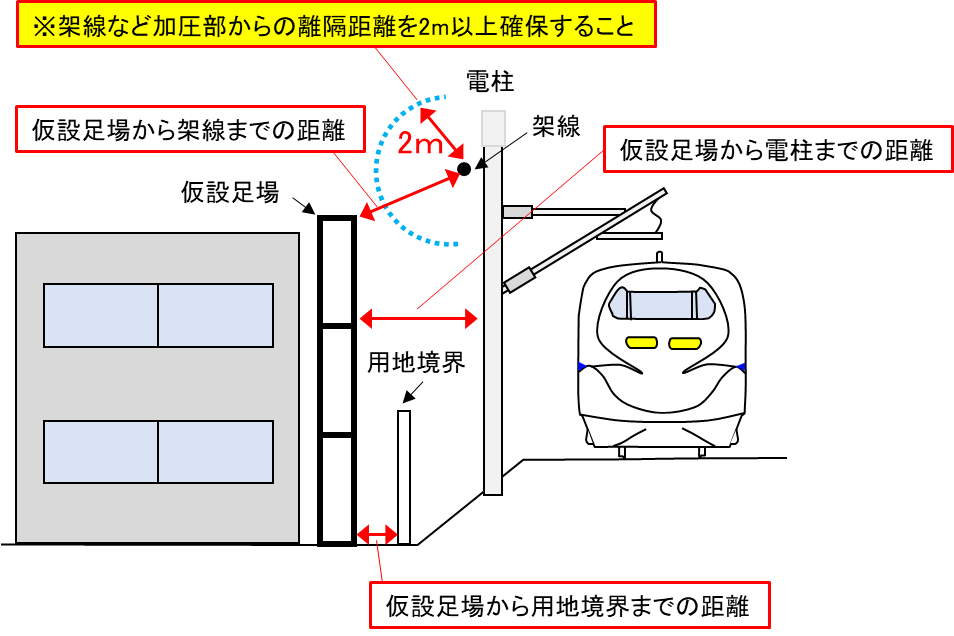 ※架線など加圧部からの離隔距離を2m以上確保すること
電柱
仮設足場から架線までの距離
架線
2m
仮設足場から電柱までの距離
仮設足場
用地境界
仮設足場から用地境界までの距離